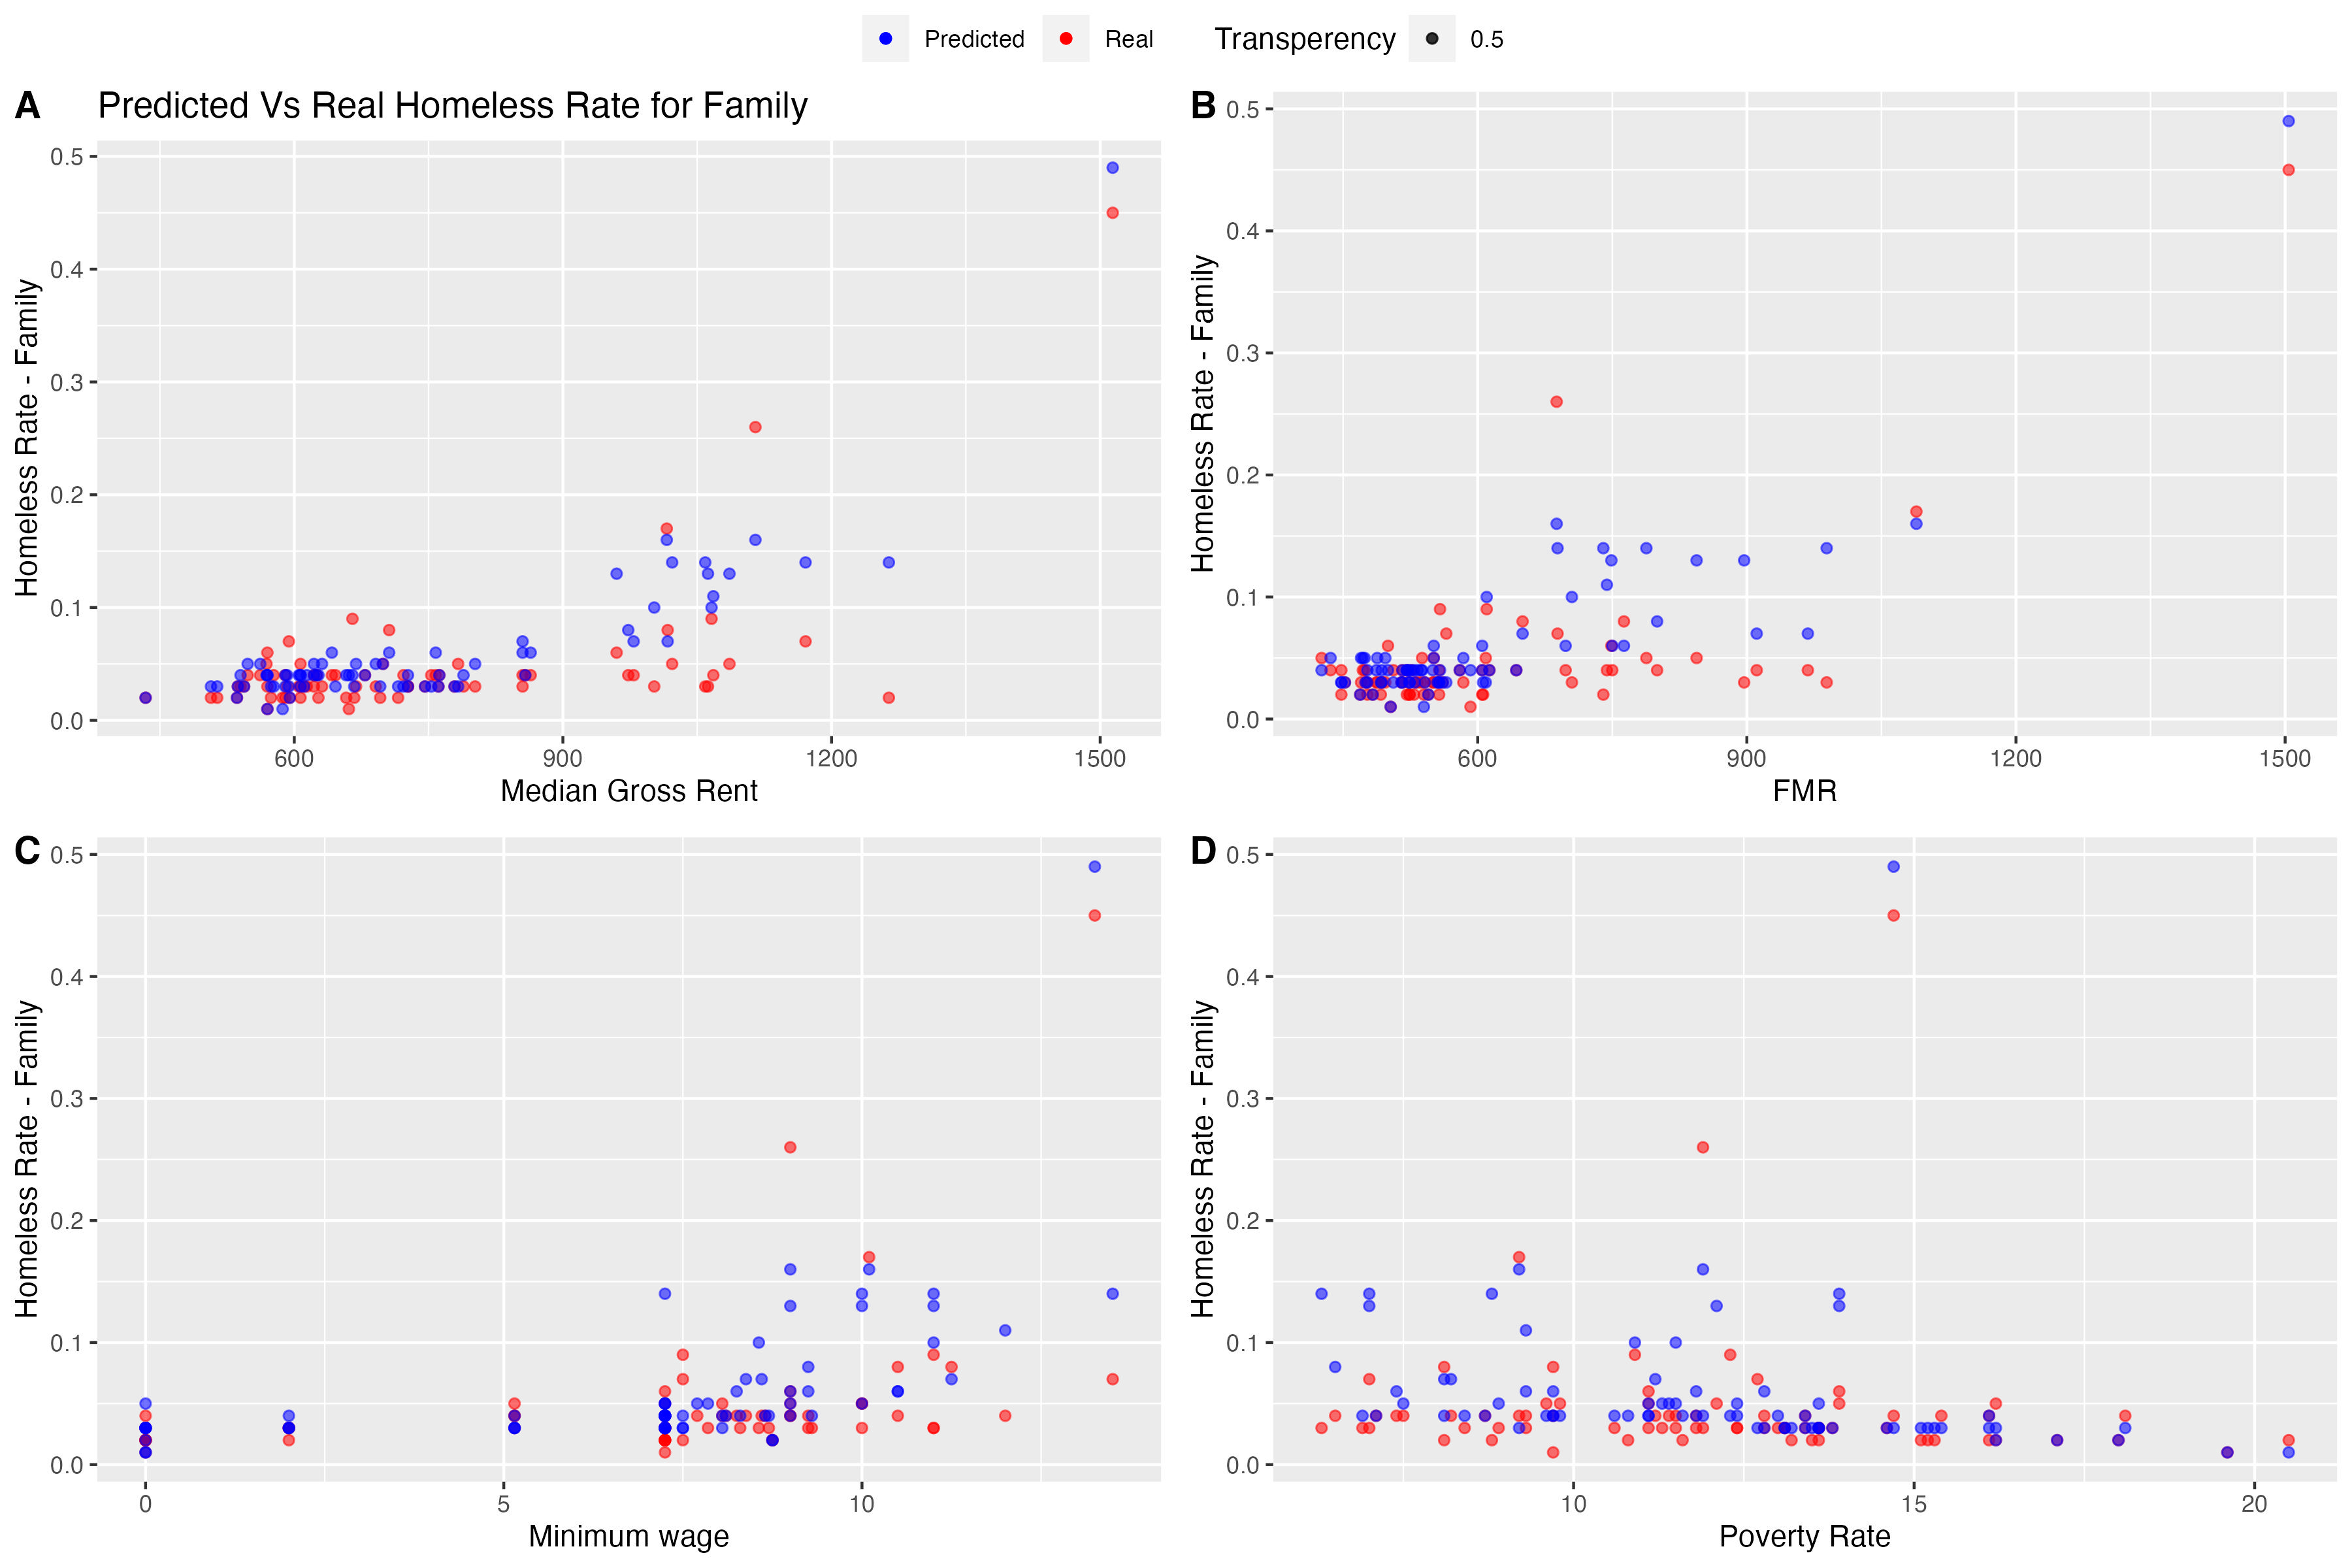 Predicted Real Transperency 0.5
A Predicted Vs Real Homeless Rate for Family
0.5
0.4
0.3
0.2
0.1
0.0
Homeless Rate - Family
600 900 1200 1500
Median Gross Rent
B
0.5
0.4
0.3
0.2
0.1
0.0
Homeless Rate - Family
600 900 1200 1500
FMR
C
0.5
0.4
0.3
0.2
0.1
0.0
Homeless Rate - Family
0 5 10
Minimum wage
D
0.5
0.4
0.3
0.2
0.1
0.0
Homeless Rate - Family
10 15 20
Poverty Rate